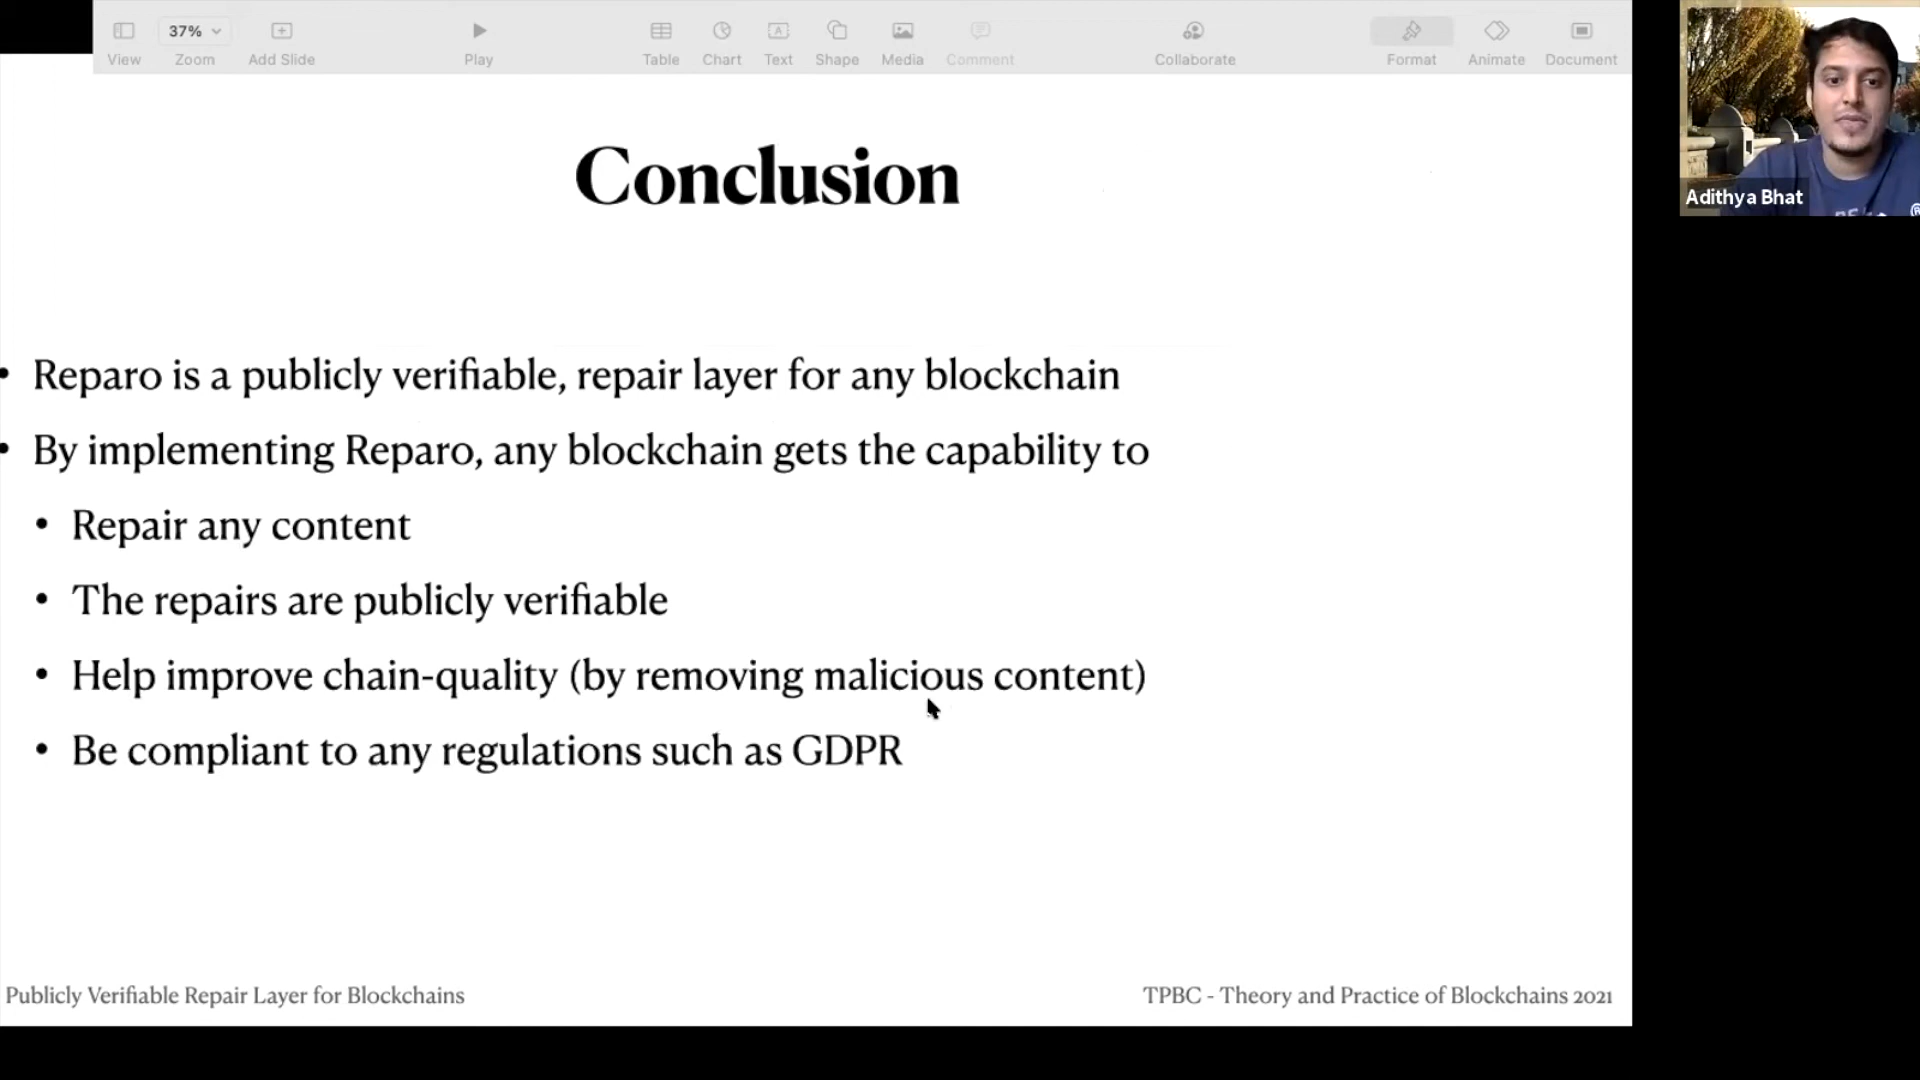 37%
View
Zoom
Add Slide
Play
Table
Chart
Text
Shape
Media
Comment
Collaborate
Format
Animate
Document
Adithya Bhat
Conclusion
• Reparo is a publicly verifiable, repair layer for any blockchain
• By implementing Reparo, any blockchain gets the capability to
• Repair any content
• The repairs are publicly verifiable
• Help improve chain-quality (by removing malicious content)
• Be compliant to any regulations such as GDPR
Publicly Verifiable Repair Layer for Blockchains
TPBC - Theory and Practice of Blockchains 2021